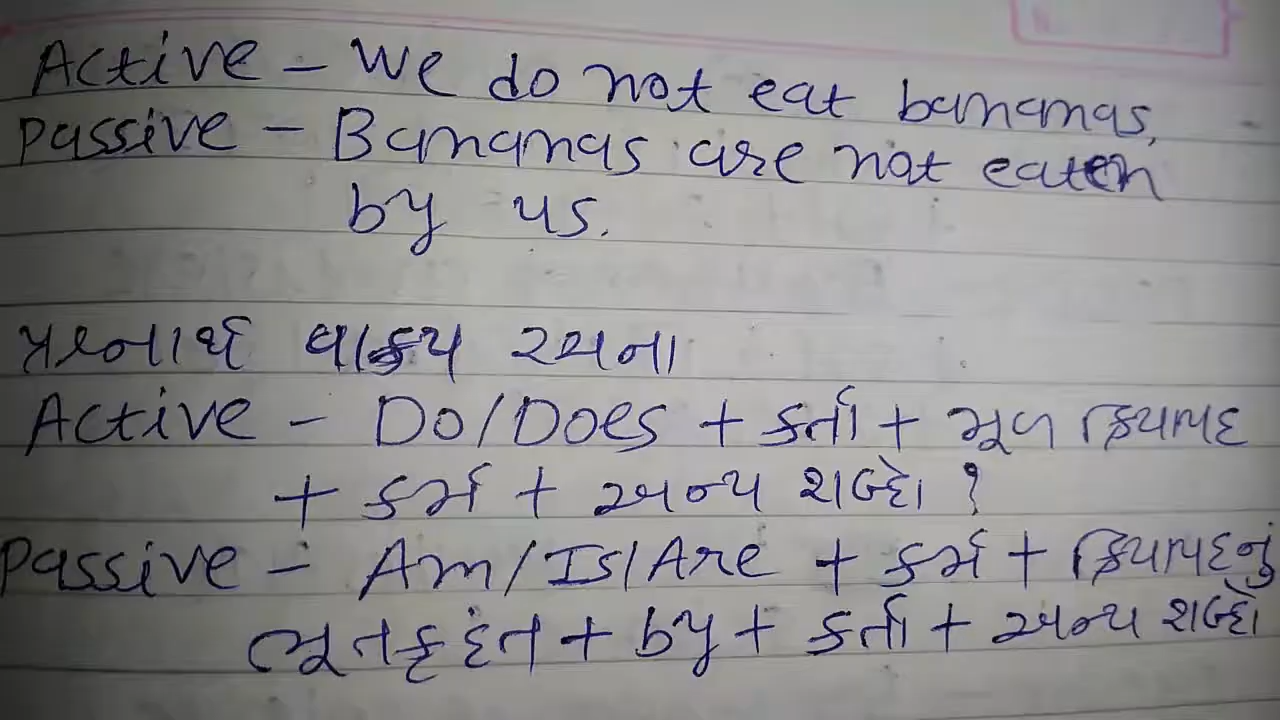 Active - We do not eat bananas,
Passive - Bananas are not eaten
by us.
પ્રશ્નાર્થ વાક્ય રચના
Active - Do/Does + કર્તા + મૂળ ક્રિયાપદ
+ કર્મ + અન્ય શબ્દો ?
Passive - Am/Is/Are + કર્મ + ક્રિયાપદનું
ભૂતકૃદંત + by + કર્તા + અન્ય શબ્દો